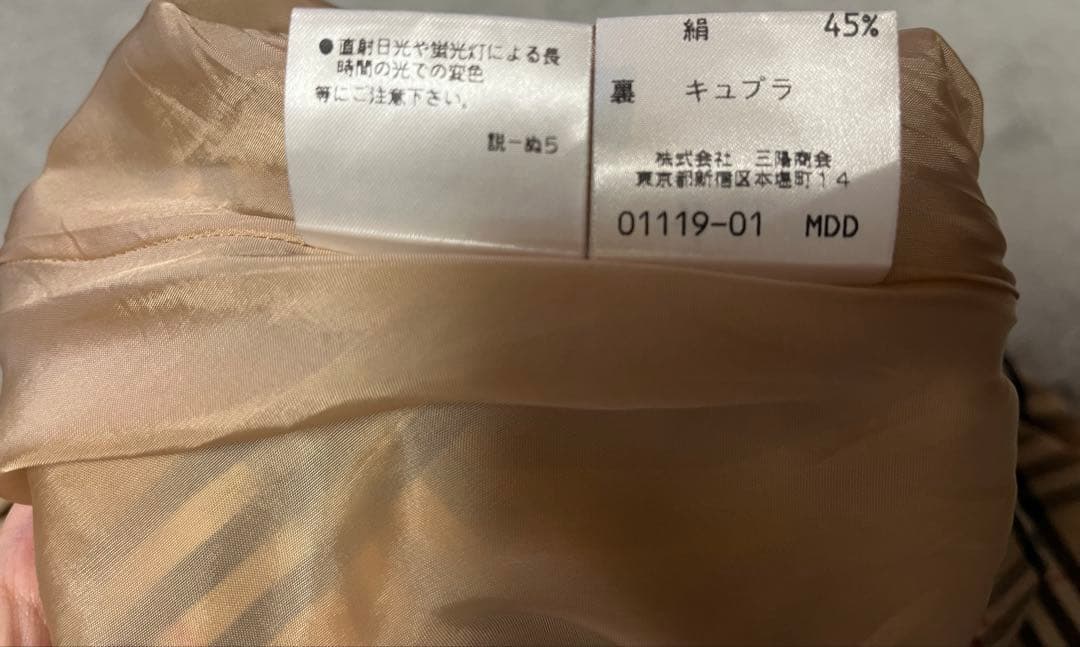 ●直射日光や蛍光灯による長
時間の光での変色
等にご注意下さい。
説-ぬ5
絹 45%
裏 キュプラ
株式会社 三陽商会
東京都新宿区本塩町14
01119-01 MDD